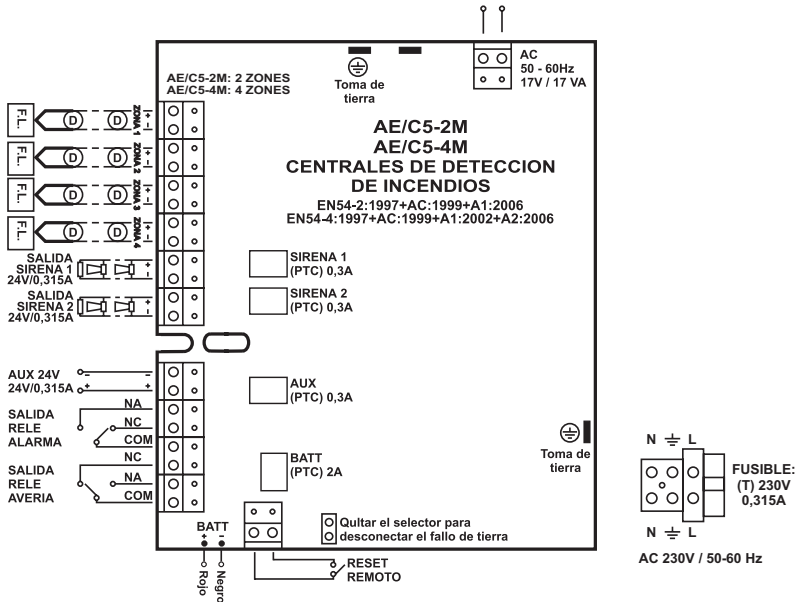 AC
50 - 60Hz
17V / 17 VA
Toma de
tierra
AE/C5-2M: 2 ZONES
AE/C5-4M: 4 ZONES
AE/C5-2M
AE/C5-4M
CENTRALES DE DETECCION
DE INCENDIOS
EN54-2:1997+AC:1999+A1:2006
EN54-4:1997+AC:1999+A1:2002+A2:2006
F.L. D D ZONA 1 + -
F.L. D D ZONA 2 + -
F.L. D D ZONA 3 + -
F.L. D D ZONA 4 + -
SALIDA
SIRENA 1
24V/0,315A
+ -
SALIDA
SIRENA 2
24V/0,315A
+ -
SIRENA 1
(PTC) 0,3A
SIRENA 2
(PTC) 0,3A
AUX 24V - -
24V/0,315A + +
AUX
(PTC) 0,3A
SALIDA
RELE
ALARMA
NA
NC
COM
SALIDA
RELE
AVERIA
NC
NA
COM
BATT
(PTC) 2A
Toma de
tierra
BATT
+ -
Rojo
Negro
Qultar el selector para
desconectar el fallo de tierra
RESET
REMOTO
N L
FUSIBLE:
(T) 230V
0,315A
N L
AC 230V / 50-60 Hz